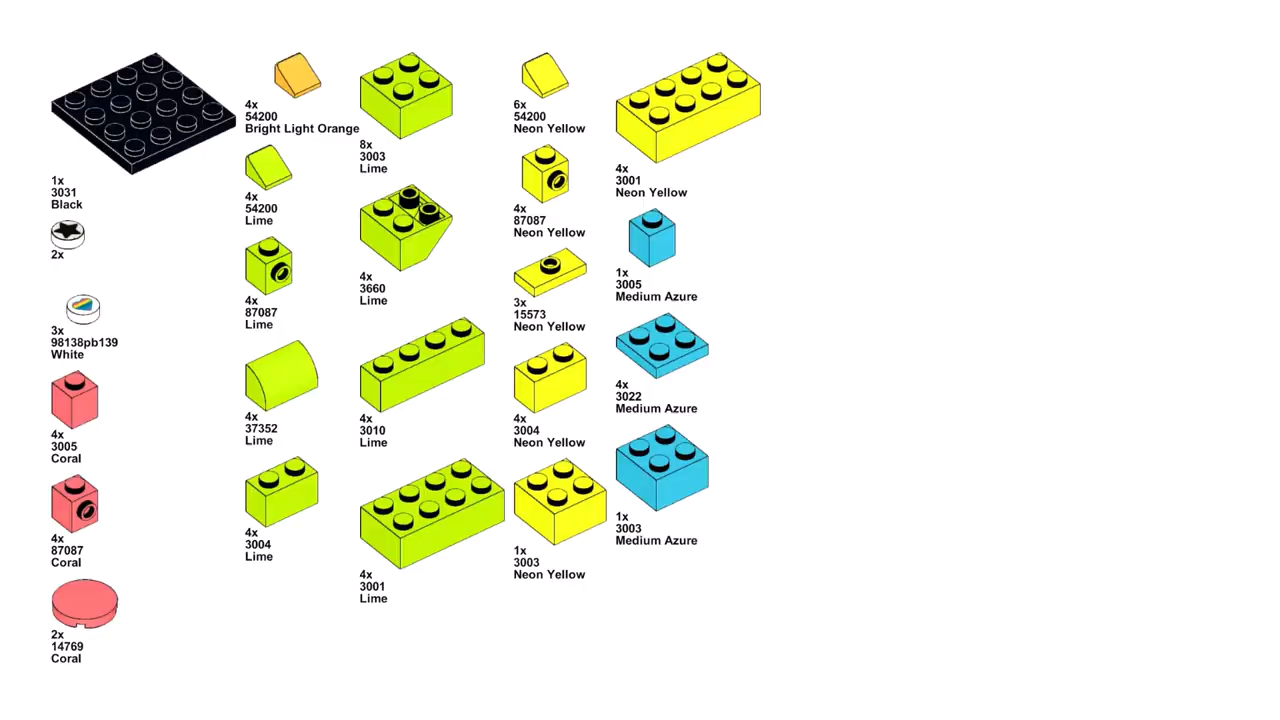 1x
3031
Black
2x
3x
98138pb139
White
4x
3005
Coral
4x
87087
Coral
2x
14769
Coral
4x
54200
Bright Light Orange
4x
54200
Lime
4x
87087
Lime
4x
37352
Lime
4x
3004
Lime
8x
3003
Lime
4x
3660
Lime
4x
3010
Lime
4x
3001
Lime
6x
54200
Neon Yellow
4x
87087
Neon Yellow
3x
15573
Neon Yellow
4x
3004
Neon Yellow
1x
3003
Neon Yellow
4x
3001
Neon Yellow
1x
3005
Medium Azure
4x
3022
Medium Azure
1x
3003
Medium Azure